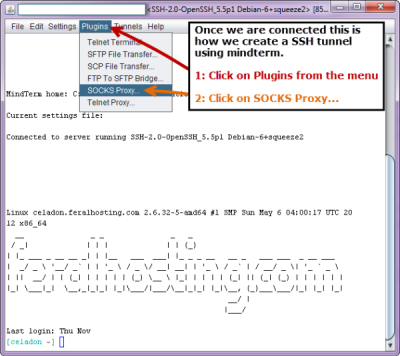 <SSH-2.0-OpenSSH_5.5p1 Debian-6+squeeze2> [85
File Edit Settings Plugins Tunnels Help
Telnet Terminal
SFTP File Transfer...
SCP File Transfer...
FTP To SFTP Bridge...
SOCKS Proxy...
Telnet Proxy...
Once we are connected this is
how we create a SSH tunnel
using mindterm.
1: Click on Plugins from the menu
2: Click on SOCKS Proxy...
MindTerm home: C:
Current settings file:
Connected to server running SSH-2.0-OpenSSH_5.5p1 Debian-6+squeeze2
Linux celadon.feralhosting.com 2.6.32-5-amd64 #1 SMP Sun May 6 04:00:17 UTC 20
12 x86_64
feralhosting.com
Last login: Thu Nov
[celadon ~]